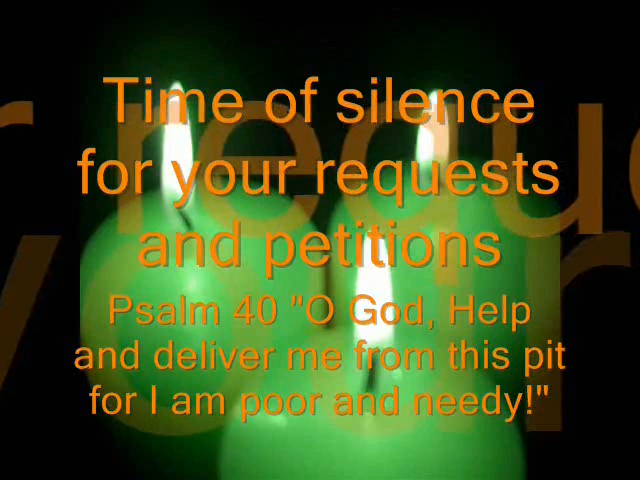 Time of silence
for your requests
and petitions
Psalm 40 "O God, Help
and deliver me from this pit
for I am poor and needy!"